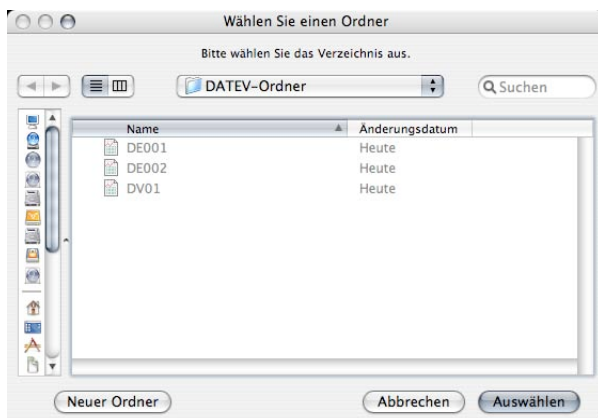 Wählen Sie einen Ordner
Bitte wählen Sie das Verzeichnis aus.
DATEV-Ordner
Suchen
Name Änderungsdatum
DE001 Heute
DE002 Heute
DV01 Heute
Neuer Ordner Abbrechen Auswählen